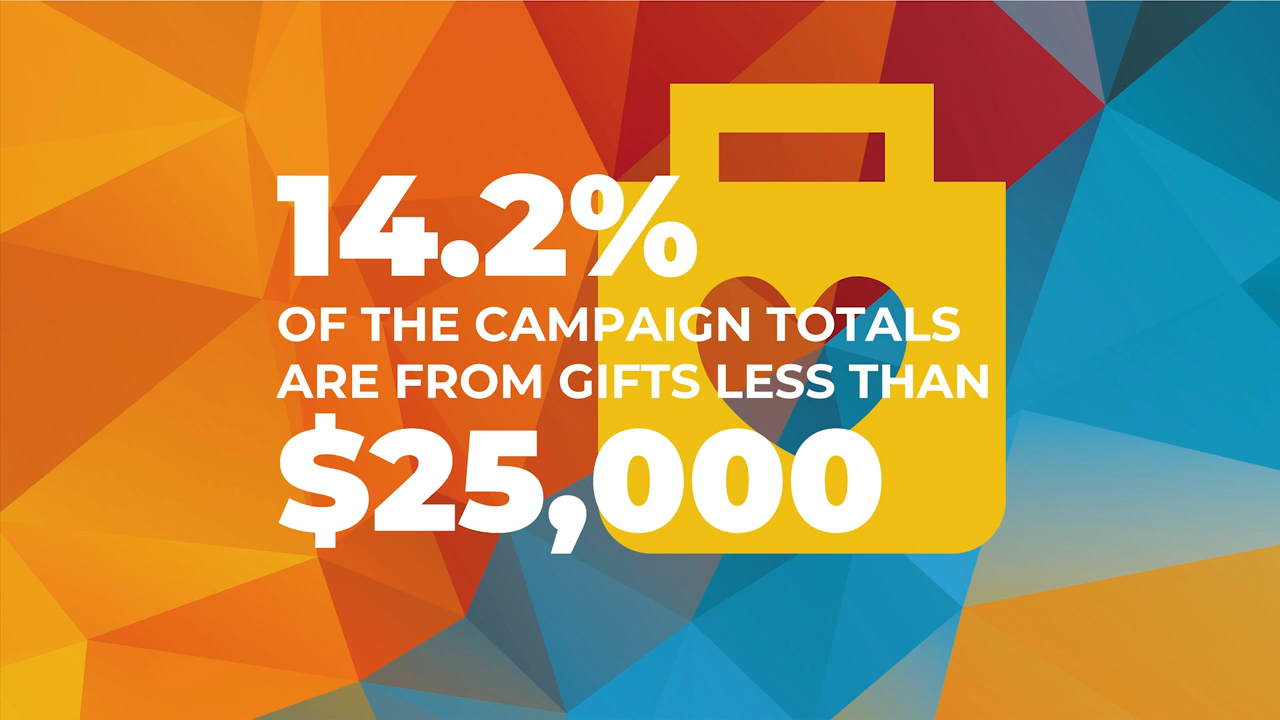 14.2%
OF THE CAMPAIGN TOTALS
ARE FROM GIFTS LESS THAN
$25,000